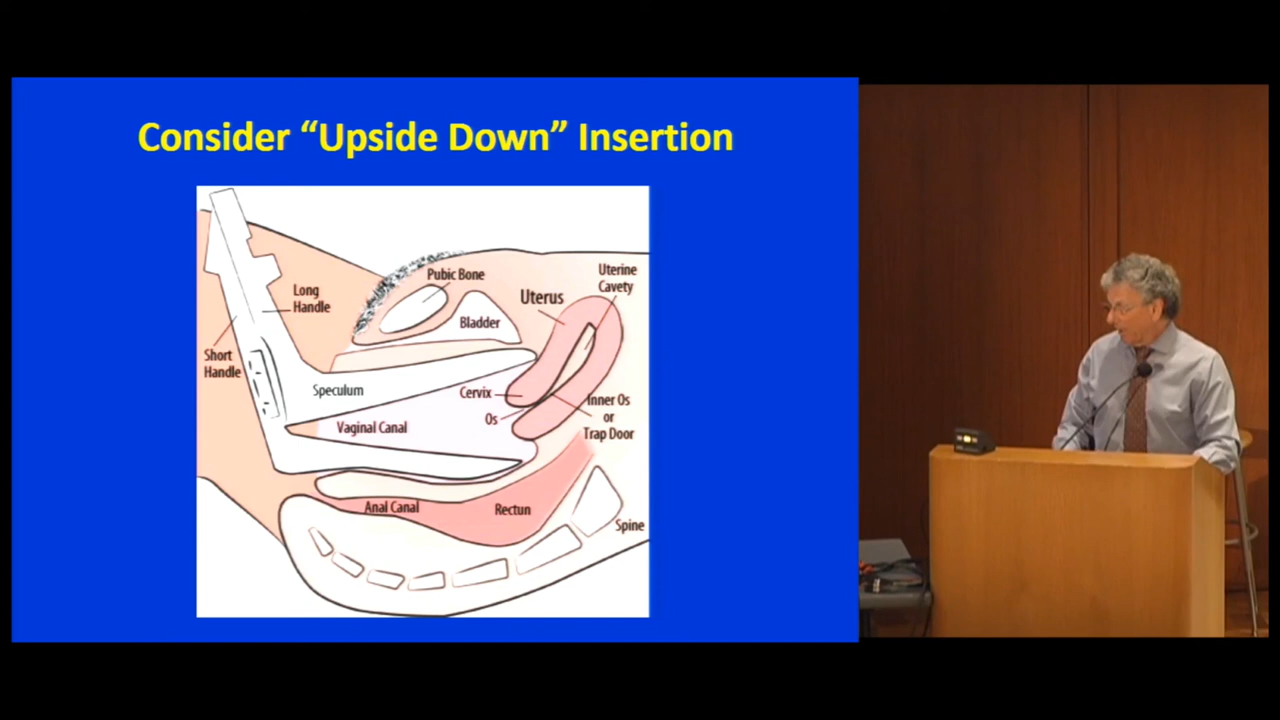 Consider “Upside Down” Insertion
Pubic Bone
Uterine
Cavety
Uterus
Long
Handle
Bladder
Short
Handle
Speculum
Cervix
Inner Os
or
Trap Door
Os
Vaginal Canal
Anal Canal
Rectun
Spine